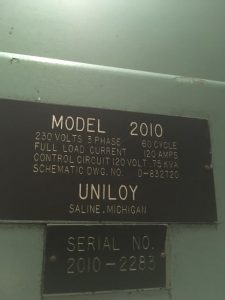 MODEL 2010
230 VOLTS 3 PHASE 60 CYCLE
FULL LOAD CURRENT 120 AMPS
CONTROL CIRCUIT 120 VOLT .75 KVA
SCHEMATIC DWG. NO. D-832720
UNILOY
SALINE, MICHIGAN
SERIAL NO.
2010-2283